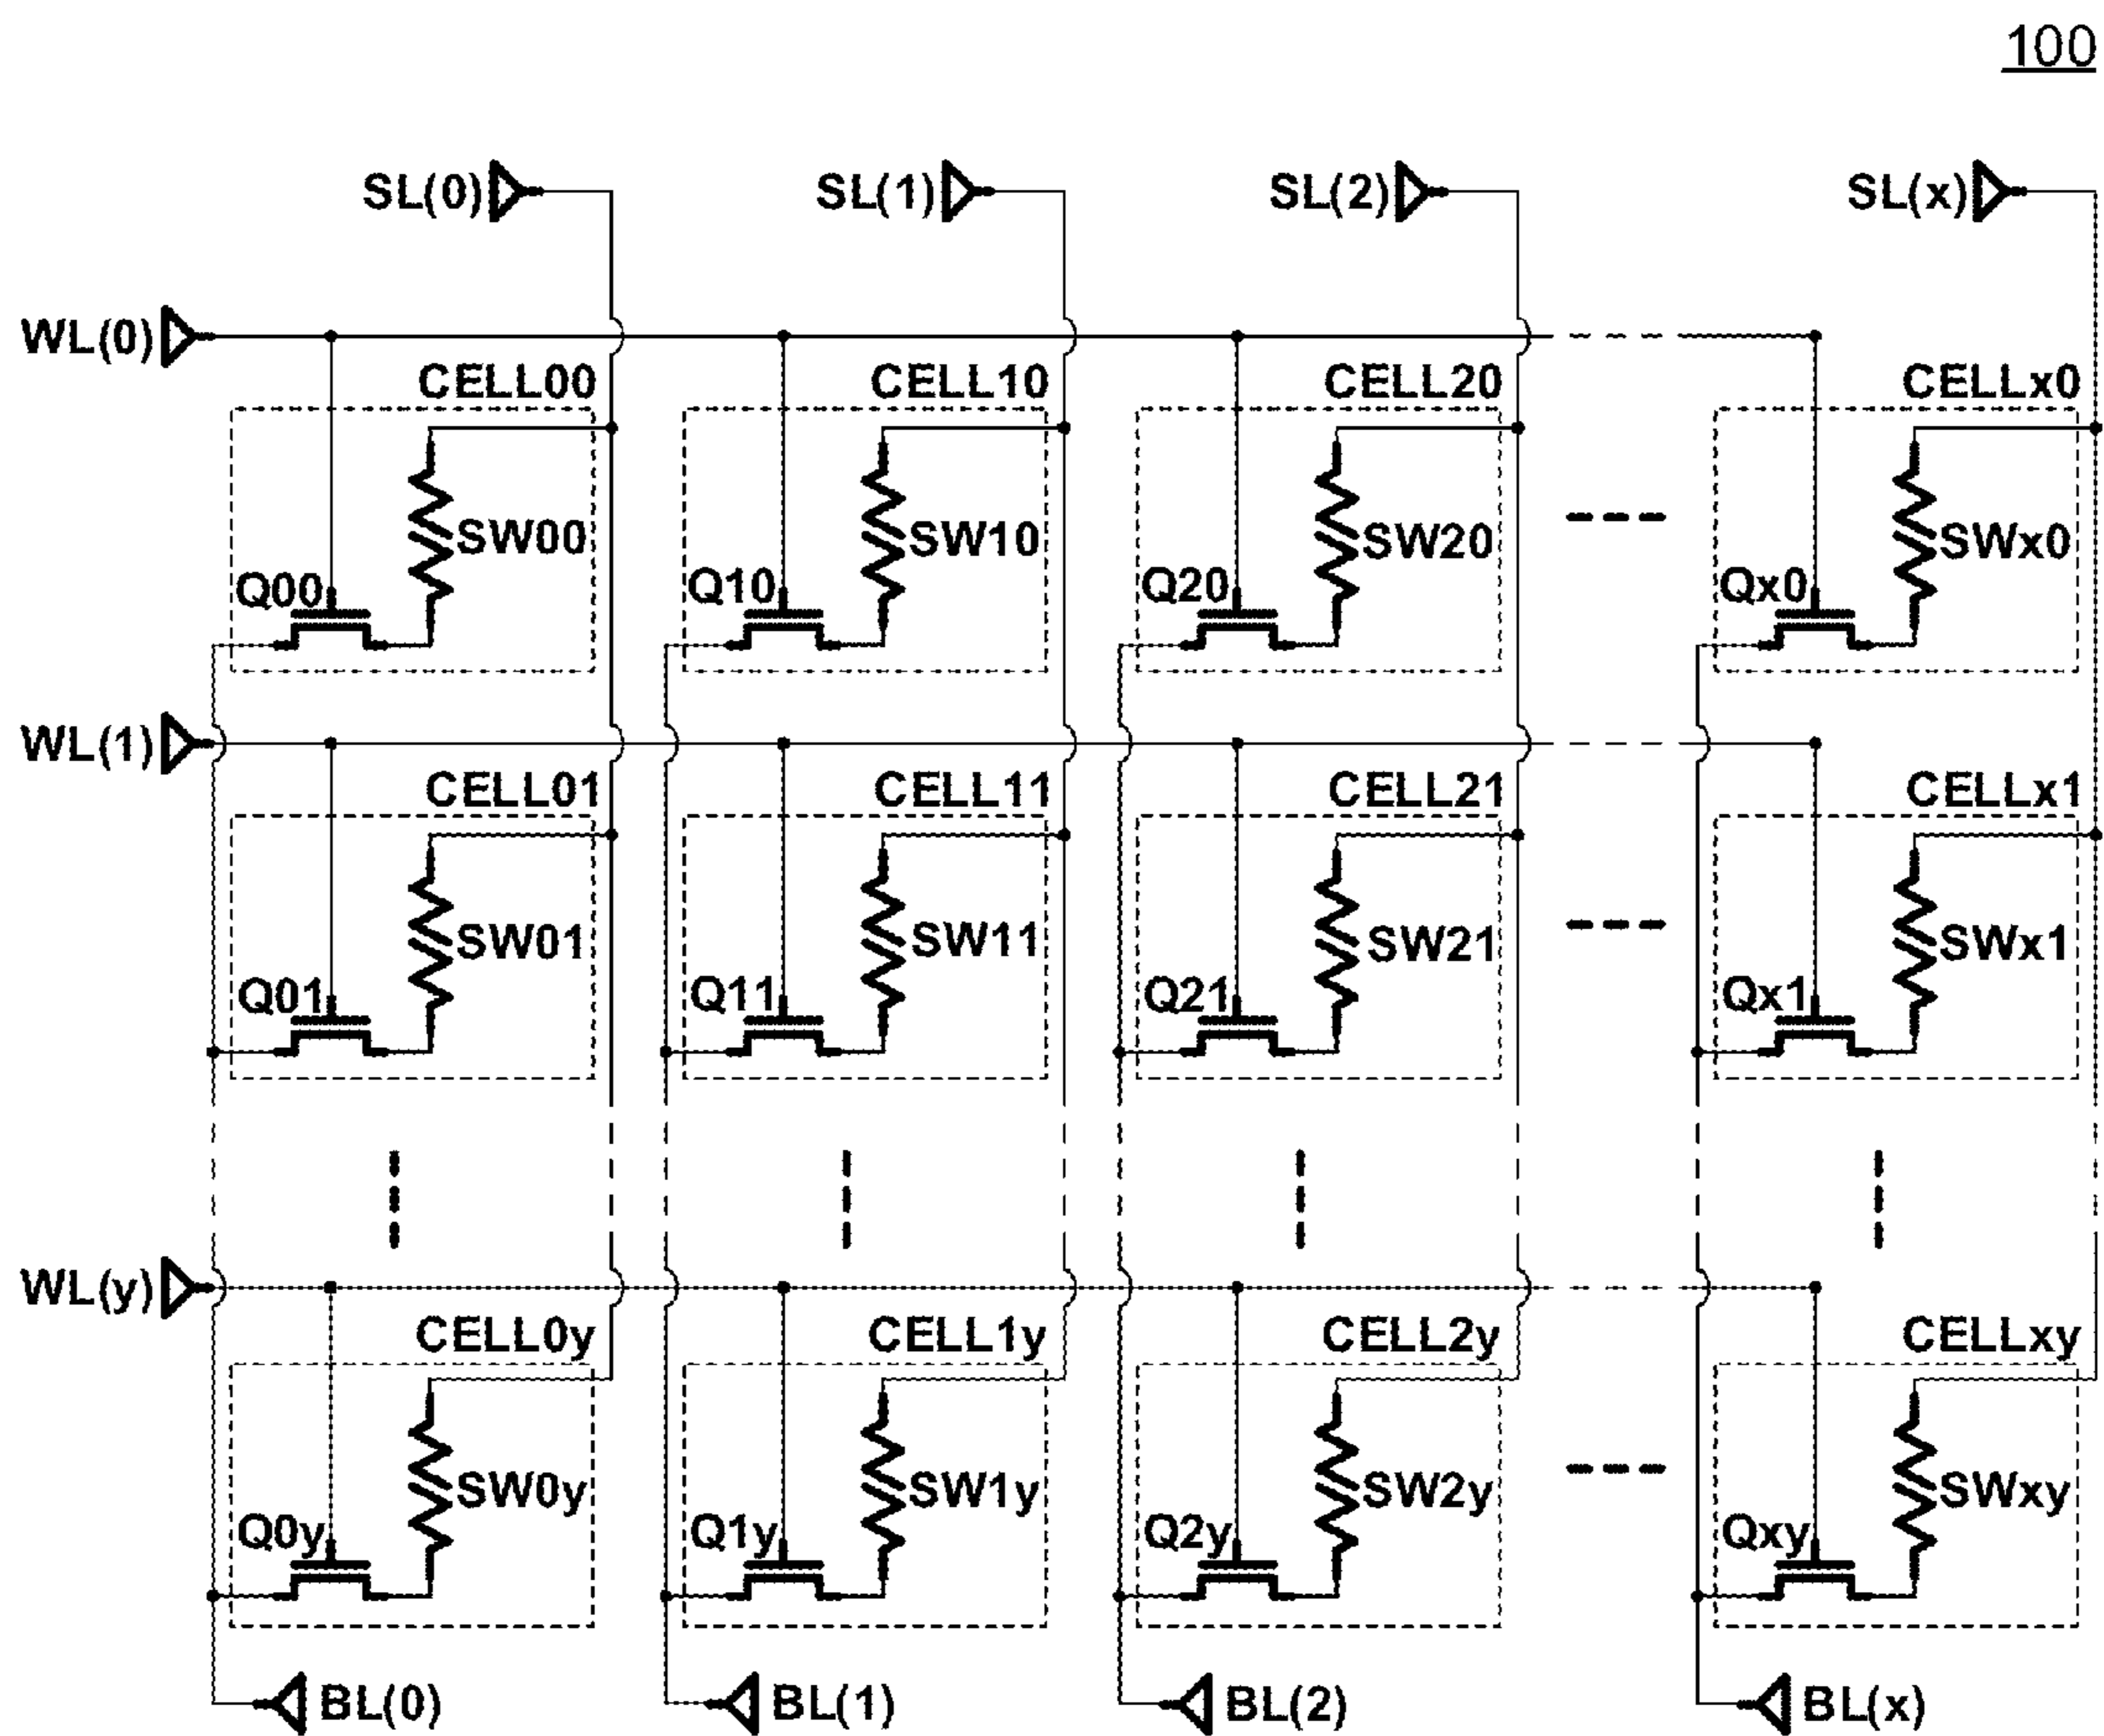 100
SL(0) SL(1) SL(2) SL(x)
WL(0)
CELL00 CELL10 CELL20 CELLx0
SW00 SW10 SW20 SWx0
Q00 Q10 Q20 Qx0
WL(1)
CELL01 CELL11 CELL21 CELLx1
SW01 SW11 SW21 SWx1
Q01 Q11 Q21 Qx1
WL(y)
CELL0y CELL1y CELL2y CELLxy
SW0y SW1y SW2y SWxy
Q0y Q1y Q2y Qxy
BL(0) BL(1) BL(2) BL(x)